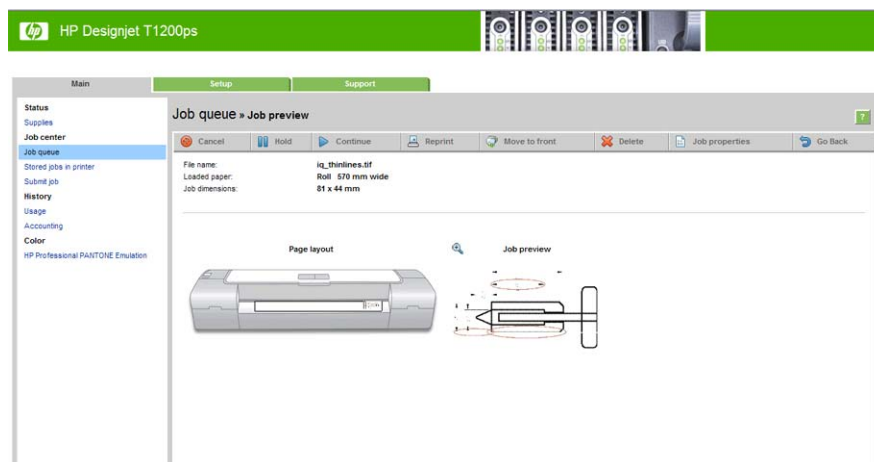 hp HP Designjet T1200ps
Main Setup Support
Status
Supplies
Job center
Job queue
Stored jobs in printer
Submit job
History
Usage
Accounting
Color
HP Professional PANTONE Emulation
Job queue » Job preview
?
Cancel Hold Continue Reprint Move to front Delete Job properties Go Back
File name: iq_thinlines.tif
Loaded paper: Roll 570 mm wide
Job dimensions: 81 x 44 mm
Page layout Job preview